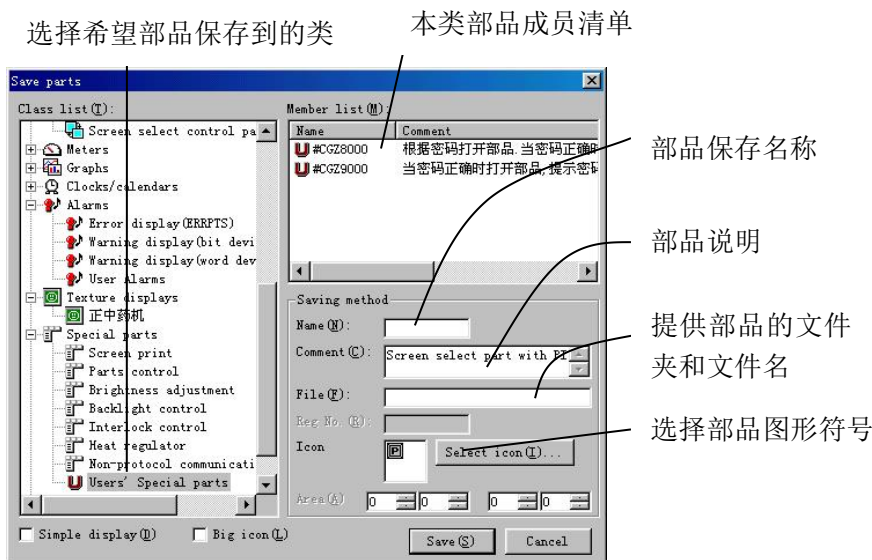 选择希望部品保存到的类
本类部品成员清单
Save parts
Class list(T):
Screen select control pa
Meters
Graphs
Clocks/calendars
Alarms
Error display(ERRPTS)
Warning display(bit devi
Warning display(word dev
User Alarms
Texture displays
正中药机
Special parts
Screen print
Parts control
Brightness adjustment
Backlight control
Interlock control
Heat regulator
Non-protocol communicati
Users' Special parts
Member list(M):
Name Comment
#CGZ8000 根据密码打开部品.当密码正确时
#CGZ9000 当密码正确时打开部品,提示密码
Saving method
Name(N):
Comment(C): Screen select part with
File(F):
Reg No.(R):
Icon P Select icon(I)...
Area(A) 0 0 0 0
Simple display(D) Big icon(L)
Save(S) Cancel
部品保存名称
部品说明
提供部品的文件
夹和文件名
选择部品图形符号